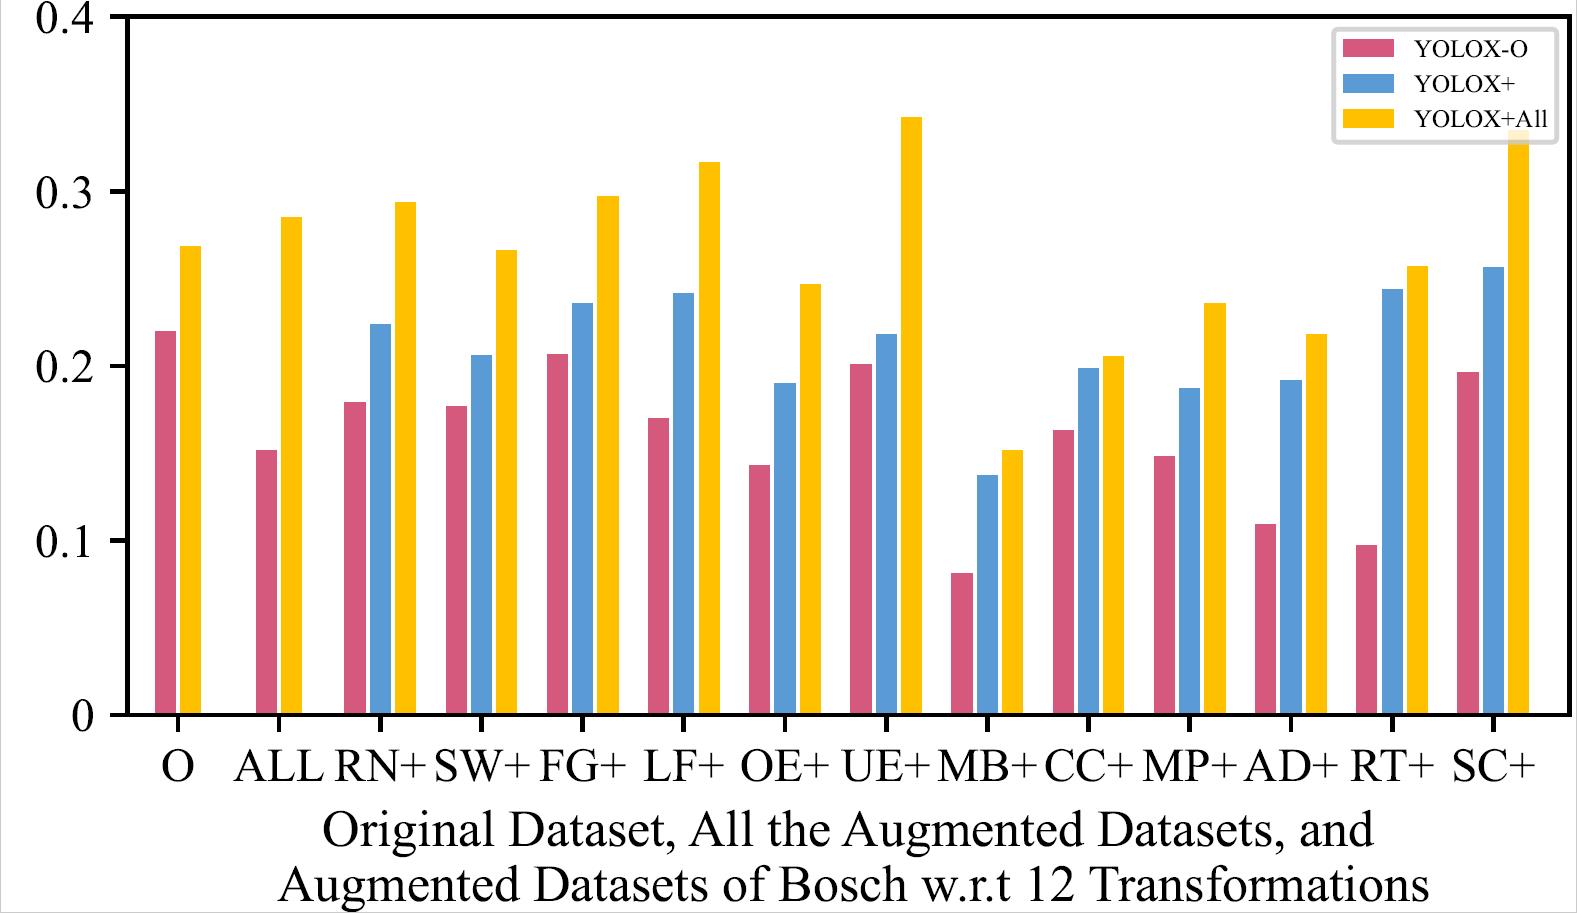 0.4
0.3
0.2
0.1
0
YOLOX-O
YOLOX+
YOLOX+All
O ALL RN+ SW+ FG+ LF+ OE+ UE+ MB+ CC+ MP+ AD+ RT+ SC+
Original Dataset, All the Augmented Datasets, and
Augmented Datasets of Bosch w.r.t 12 Transformations